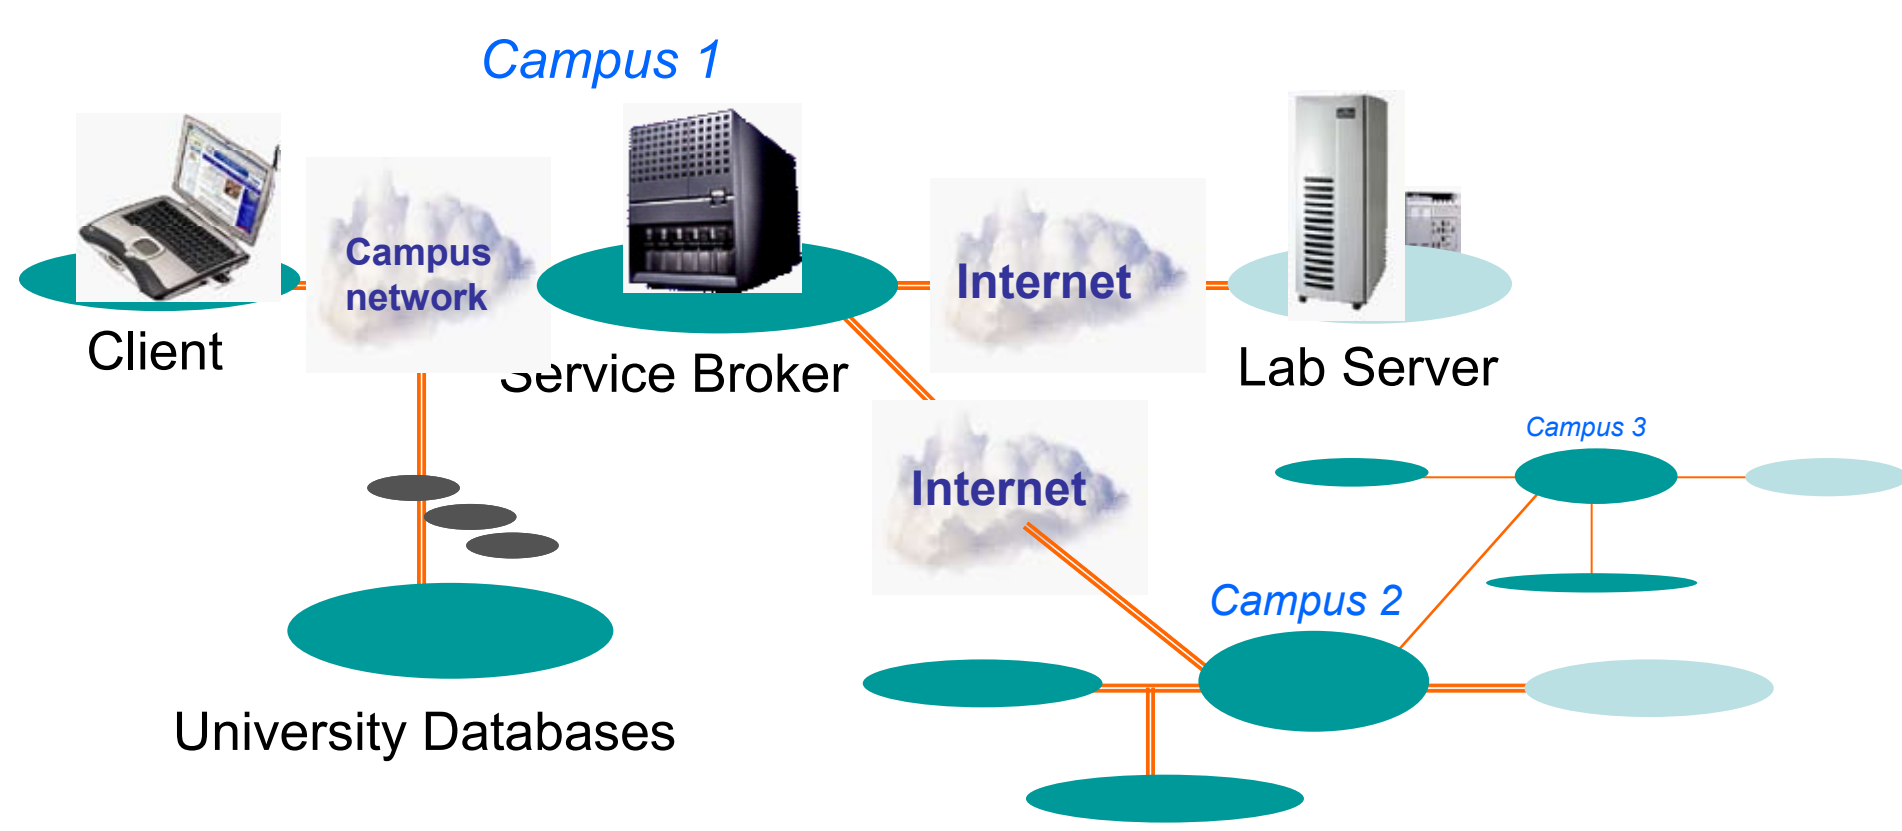 Campus 1
Campus
network
Internet
Client
Service Broker
Lab Server
Internet
Campus 3
Campus 2
University Databases